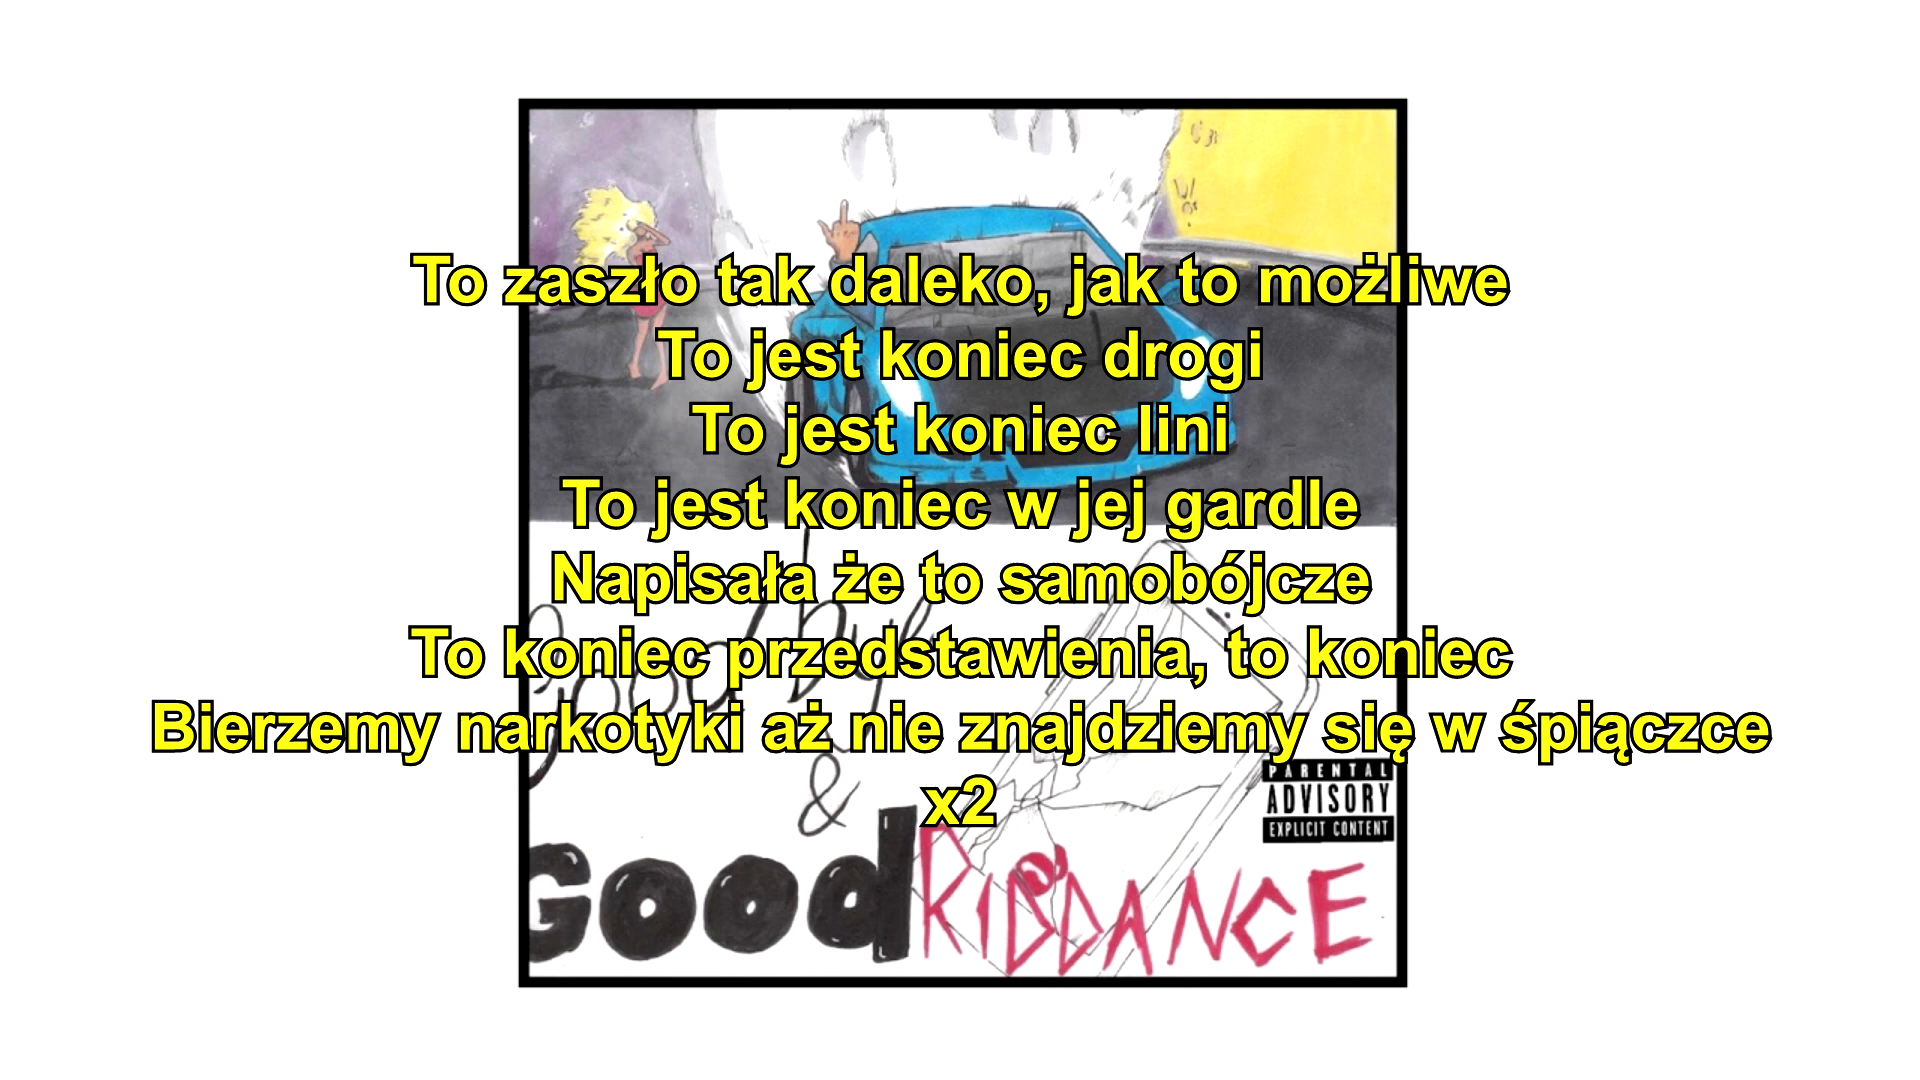 To zaszło tak daleko, jak to możliwe
To jest koniec drogi
To jest koniec lini
To jest koniec w jej gardle
Napisała że to samobójcze
To koniec przedstawienia, to koniec
Bierzemy narkotyki aż nie znajdziemy się w śpiączce
x2
Goodbye
&
Good RIDDANCE
PARENTAL
ADVISORY
EXPLICIT CONTENT